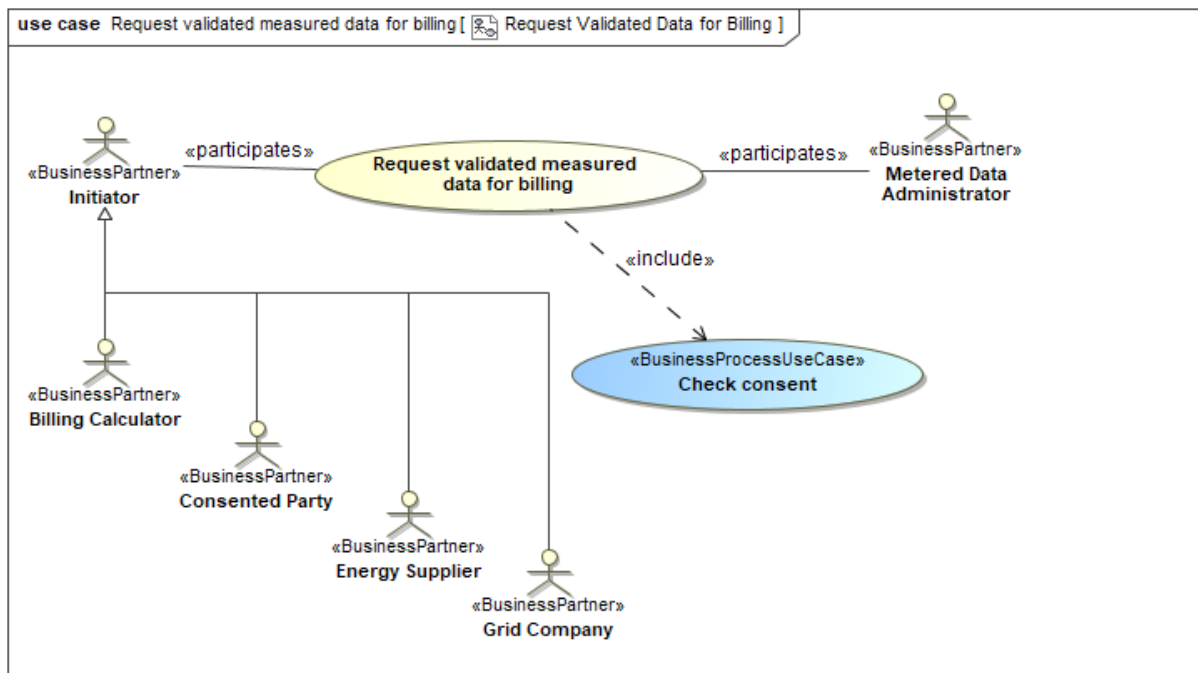 use case Request validated measured data for billing[ Request Validated Data for Billing ]
«BusinessPartner»
Initiator
«participates»
Request validated measured
data for billing
«participates»
«BusinessPartner»
Metered Data
Administrator
«include»
«BusinessProcessUseCase»
Check consent
«BusinessPartner»
Billing Calculator
«BusinessPartner»
Consented Party
«BusinessPartner»
Energy Supplier
«BusinessPartner»
Grid Company